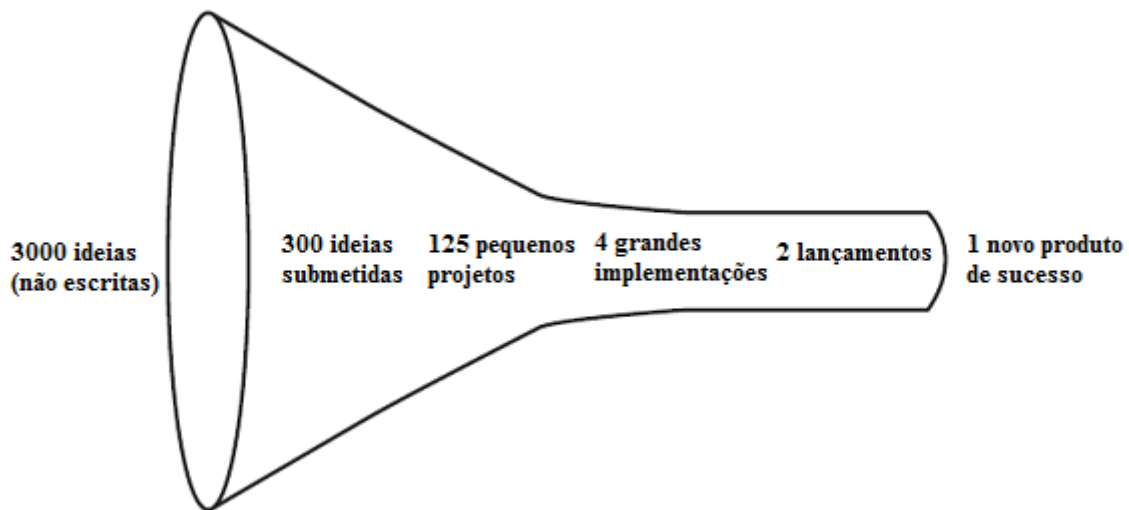 3000 ideias
(não escritas)
300 ideias
submetidas
125 pequenos
projetos
4 grandes
implementações
2 lançamentos
1 novo produto
de sucesso